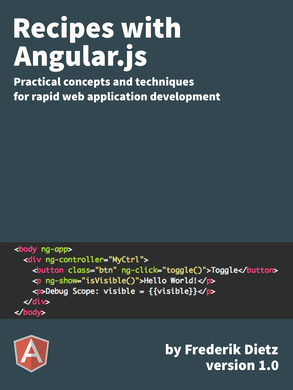 Recipes with
Angular.js
Practical concepts and techniques
for rapid web application development
<body ng-app>
<div ng-controller="MyCtrl">
<button class="btn" ng-click="toggle()">Toggle</button>
<p ng-show="isVisible()">Hello World!</p>
<p>Debug Scope: visible = {{visible}}</p>
</div>
</body>
A
by Frederik Dietz
version 1.0